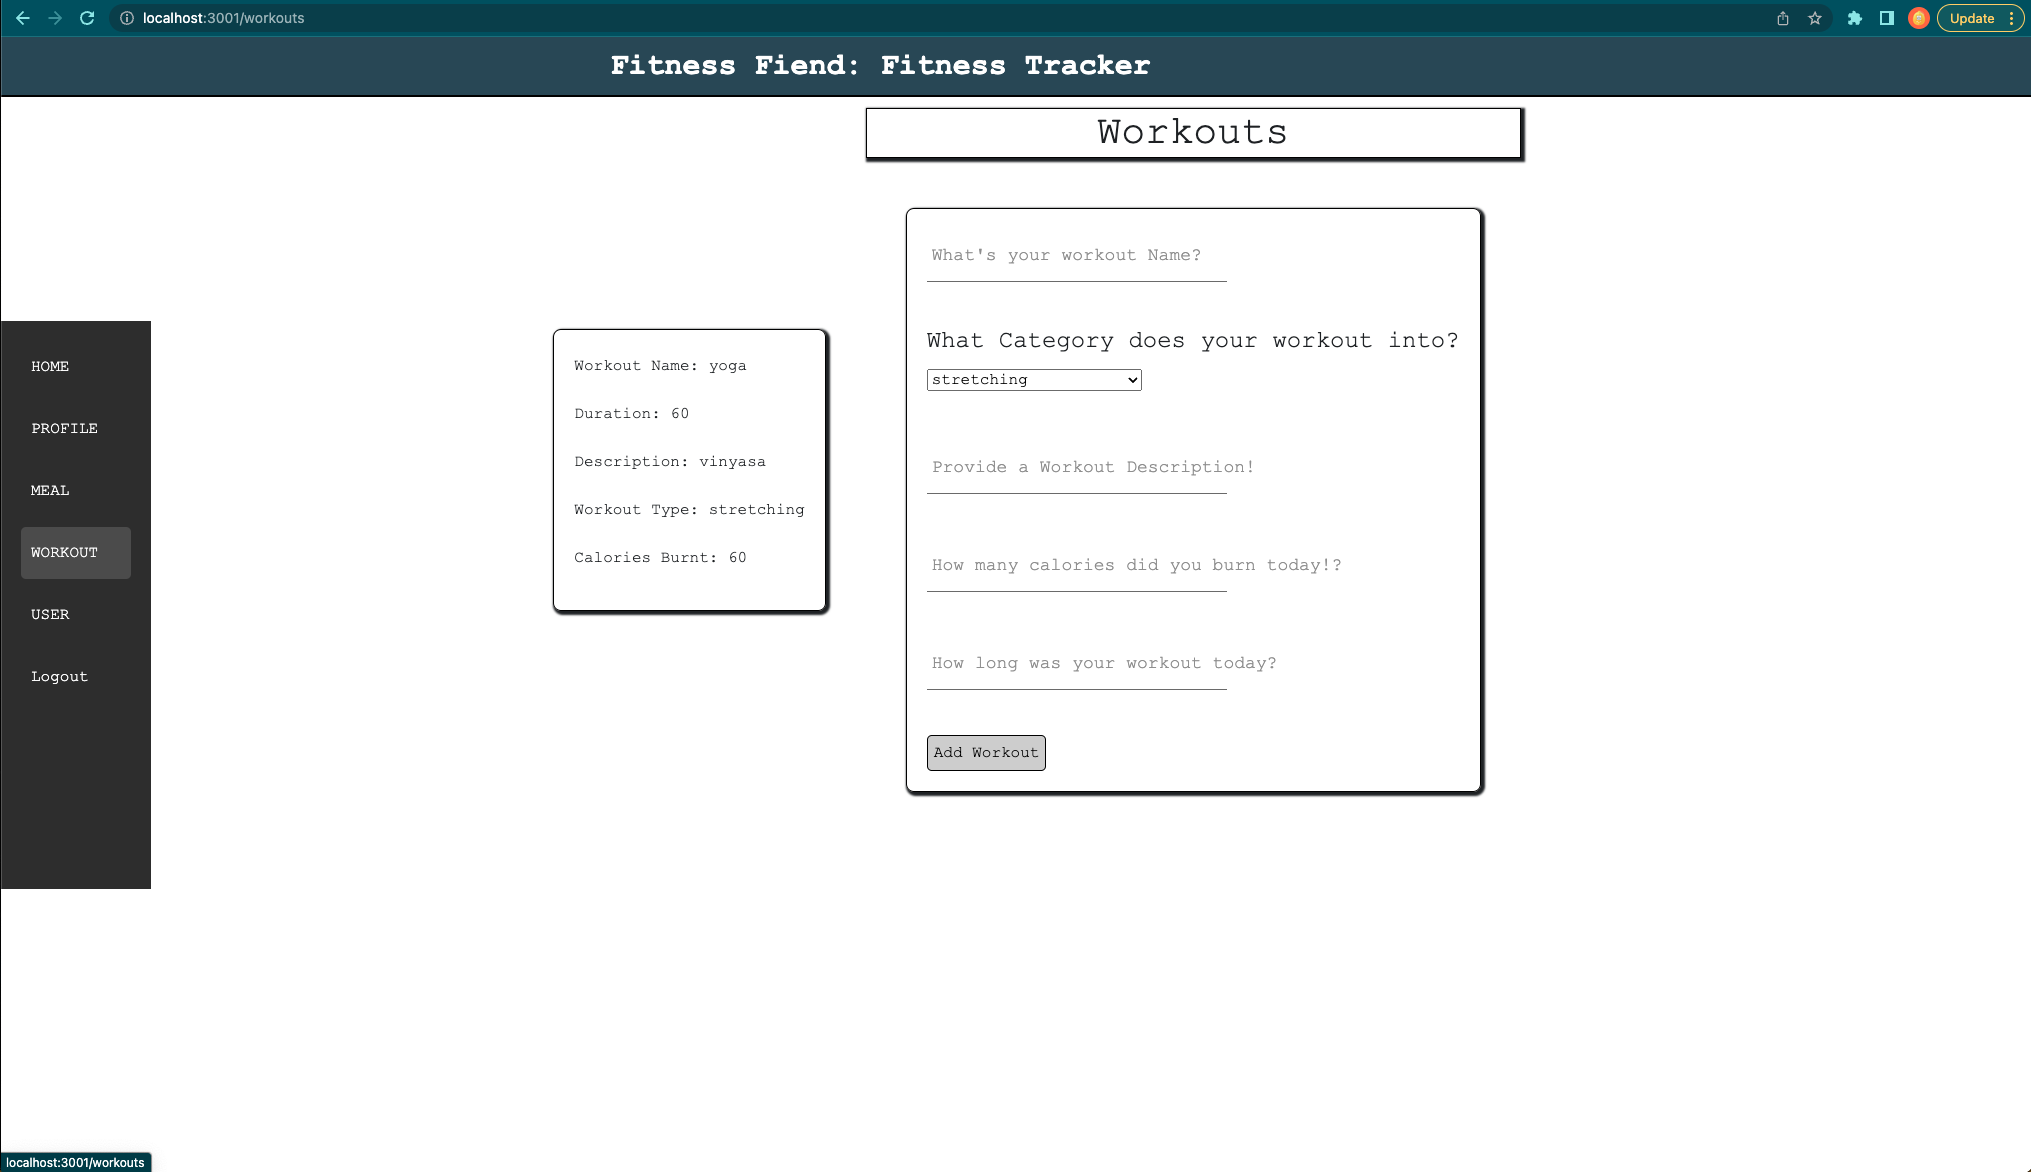 localhost:3001/workouts
Update
Fitness Fiend: Fitness Tracker
Workouts
HOME
PROFILE
MEAL
WORKOUT
USER
Logout
Workout Name: yoga
Duration: 60
Description: vinyasa
Workout Type: stretching
Calories Burnt: 60
What's your workout Name?
What Category does your workout into?
stretching
Provide a Workout Description!
How many calories did you burn today!?
How long was your workout today?
Add Workout
localhost:3001/workouts